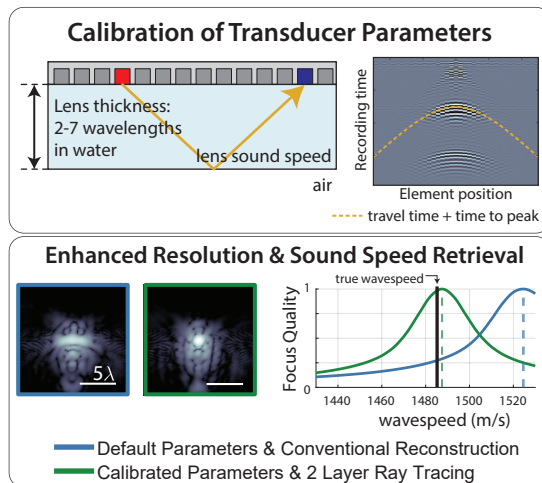 Calibration of Transducer Parameters
Lens thickness:
2-7 wavelengths
in water
lens sound speed
air
Recording time
Element position
travel time + time to peak
Enhanced Resolution & Sound Speed Retrieval
5λ
true wavespeed
Focus Quality
1
0
1440 1460 1480 1500 1520
wavespeed (m/s)
Default Parameters & Conventional Reconstruction
Calibrated Parameters & 2 Layer Ray Tracing